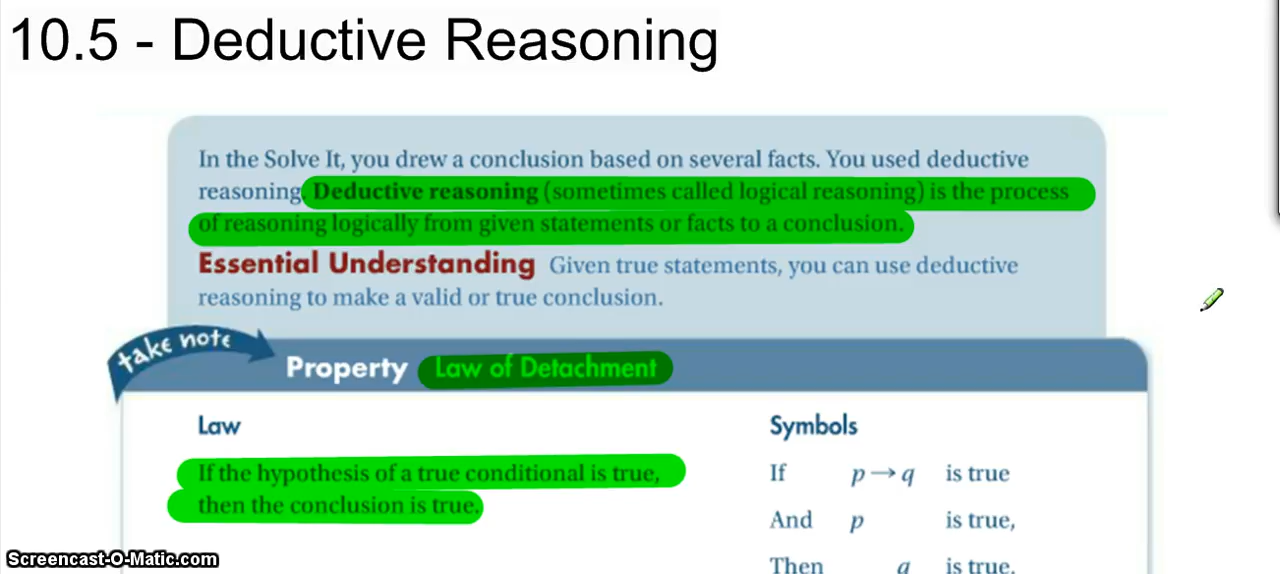 10.5 - Deductive Reasoning
In the Solve It, you drew a conclusion based on several facts. You used deductive
reasoning. Deductive reasoning (sometimes called logical reasoning) is the process
of reasoning logically from given statements or facts to a conclusion.
Essential Understanding Given true statements, you can use deductive
reasoning to make a valid or true conclusion.
take note
Property Law of Detachment
Law
Symbols
If the hypothesis of a true conditional is true,
then the conclusion is true.
If p → q is true
And p is true,
Then q is true.
Screencast-O-Matic.com